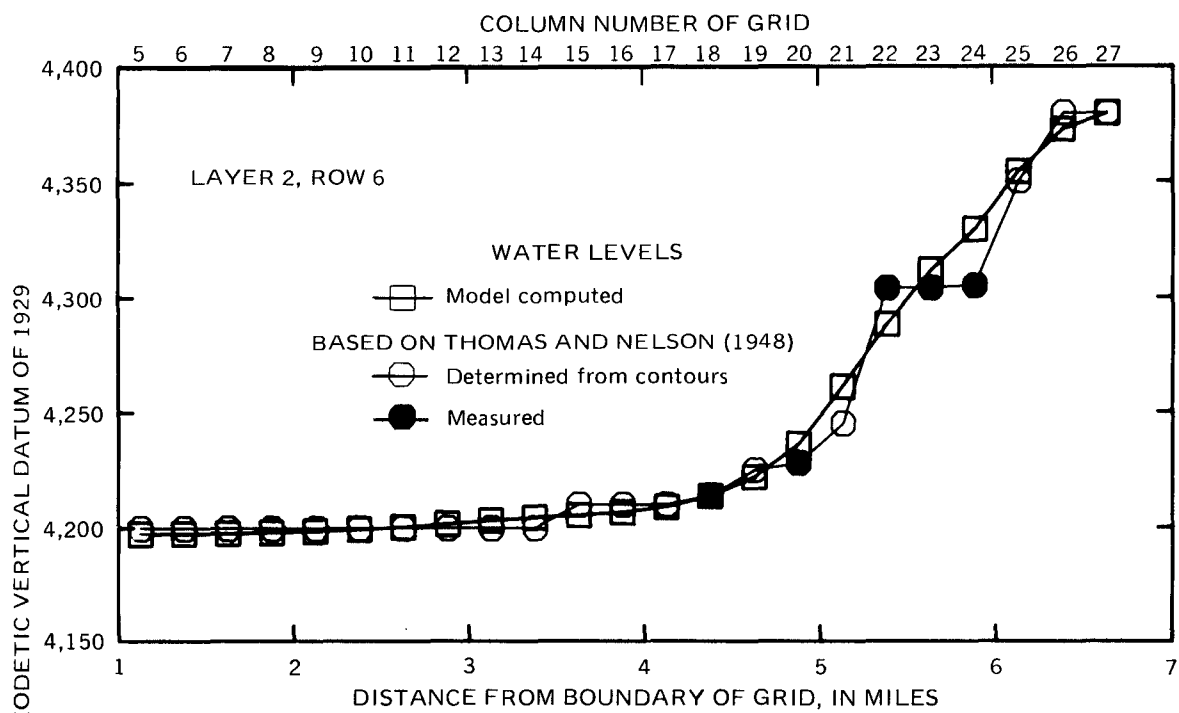 COLUMN NUMBER OF GRID
5 6 7 8 9 10 11 12 13 14 15 16 17 18 19 20 21 22 23 24 25 26 27
4,400
4,350
4,300
4,250
4,200
4,150
LAYER 2, ROW 6
WATER LEVELS
Model computed
BASED ON THOMAS AND NELSON (1948)
Determined from contours
Measured
1 2 3 4 5 6 7
DISTANCE FROM BOUNDARY OF GRID, IN MILES
VERTICAL DATUM OF 1929